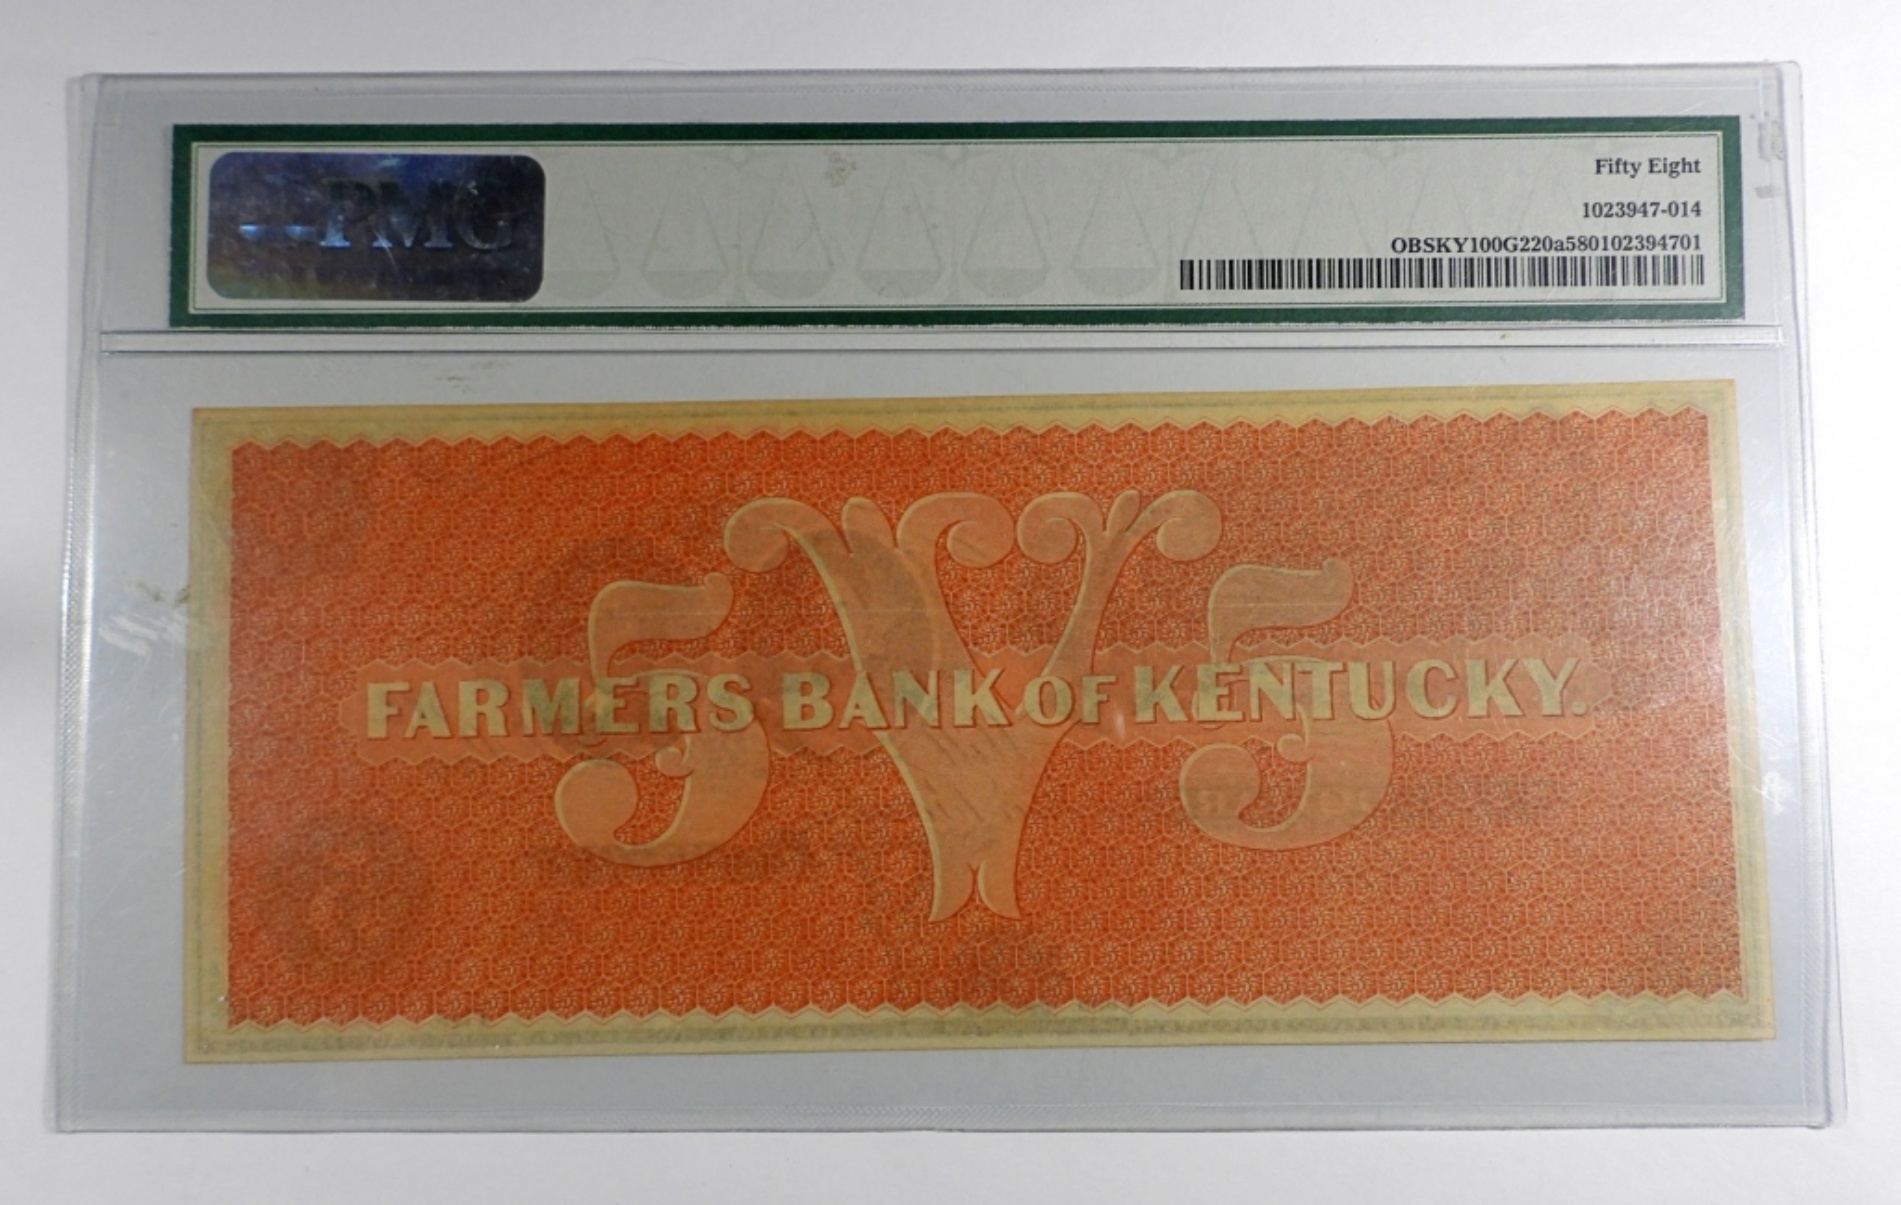 PMG
Fifty Eight
1023947-014
OBSKY100G220a580102394701
5 V 5
FARMERS BANK OF KENTUCKY.